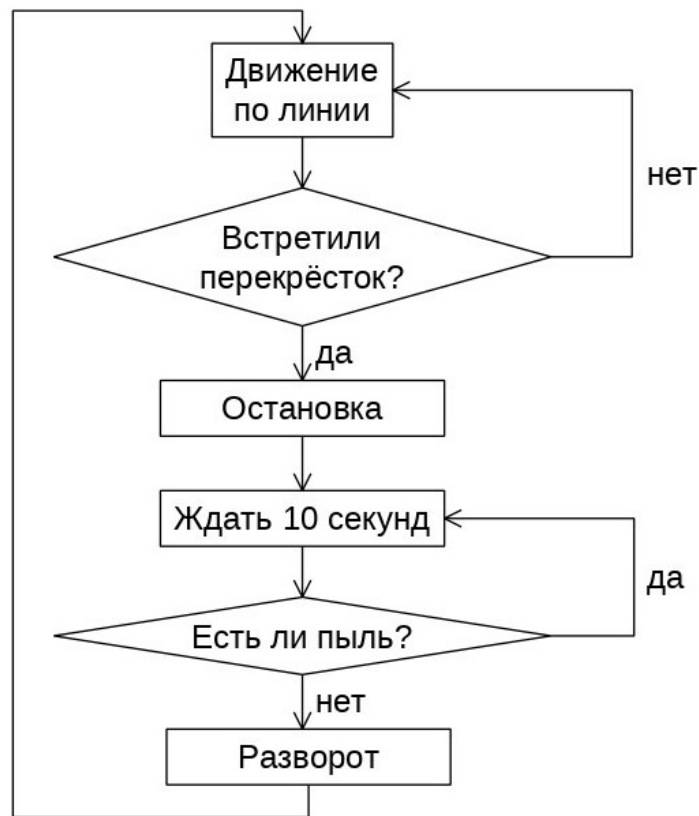 Движение
по линии
нет
Встретили
перекрёсток?
да
Остановка
Ждать 10 секунд
да
Есть ли пыль?
нет
Разворот